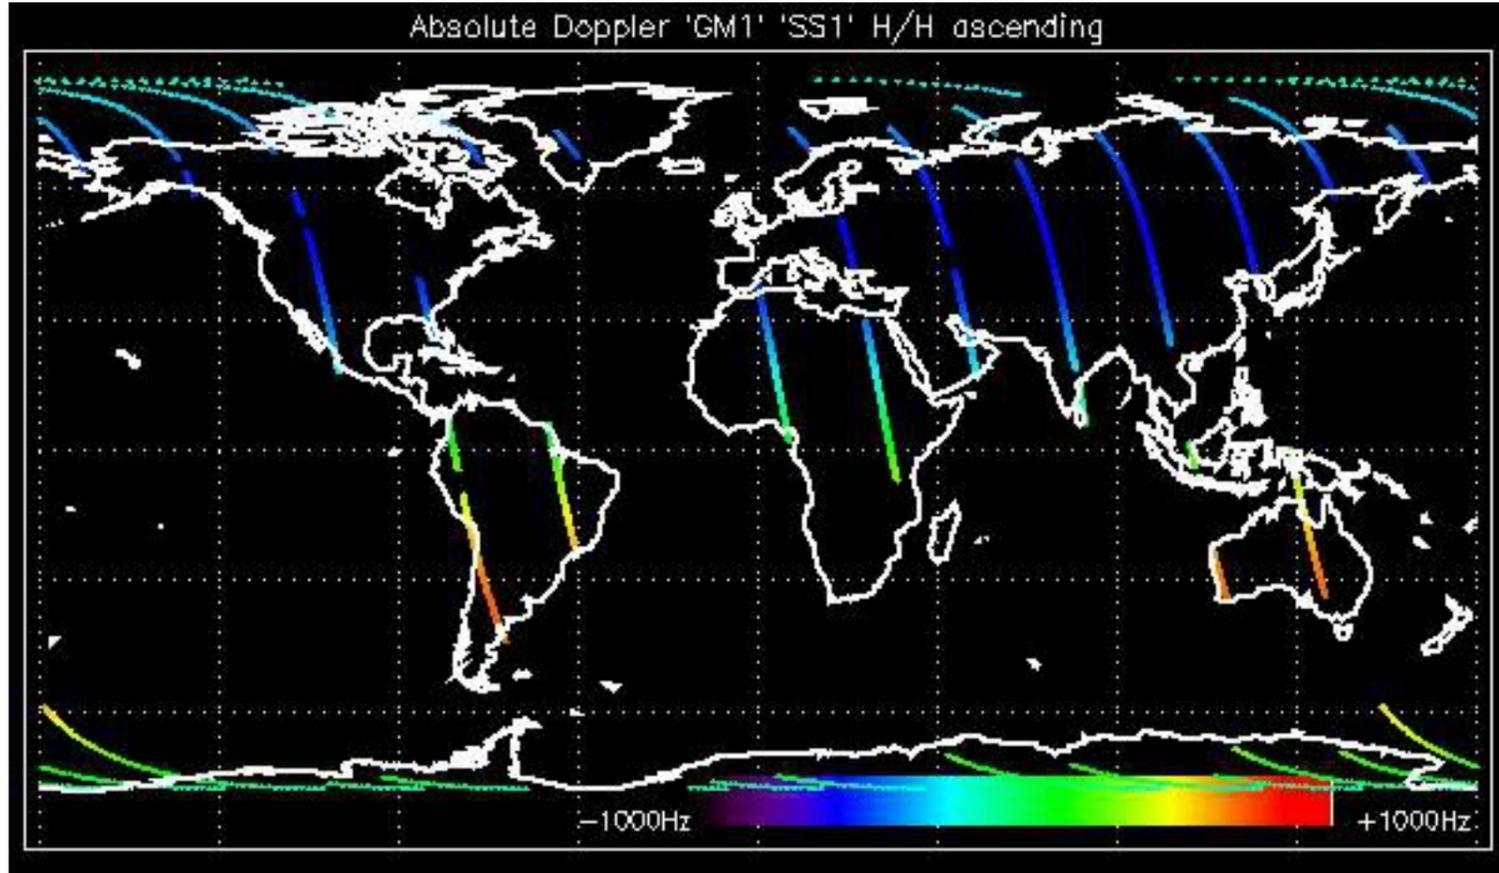 Absolute Doppler 'GM1' 'SS1' H/H ascending
-1000Hz +1000Hz